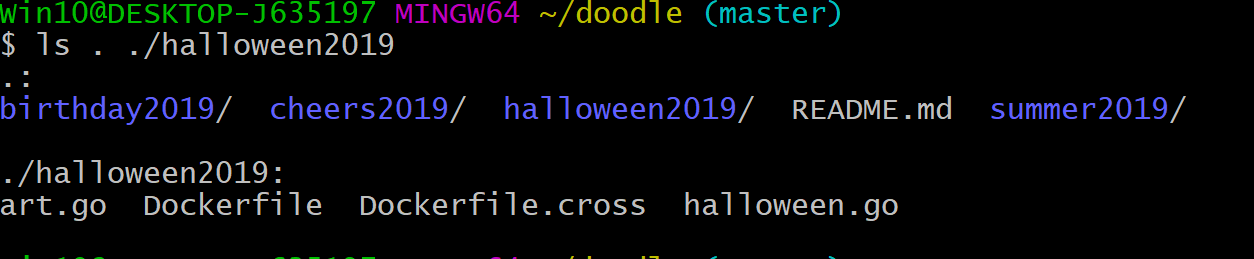 Win10@DESKTOP-J635197 MINGW64 ~/doodle (master)
$ ls . ./halloween2019
.:
birthday2019/  cheers2019/  halloween2019/  README.md  summer2019/
./halloween2019:
art.go  Dockerfile  Dockerfile.cross  halloween.go